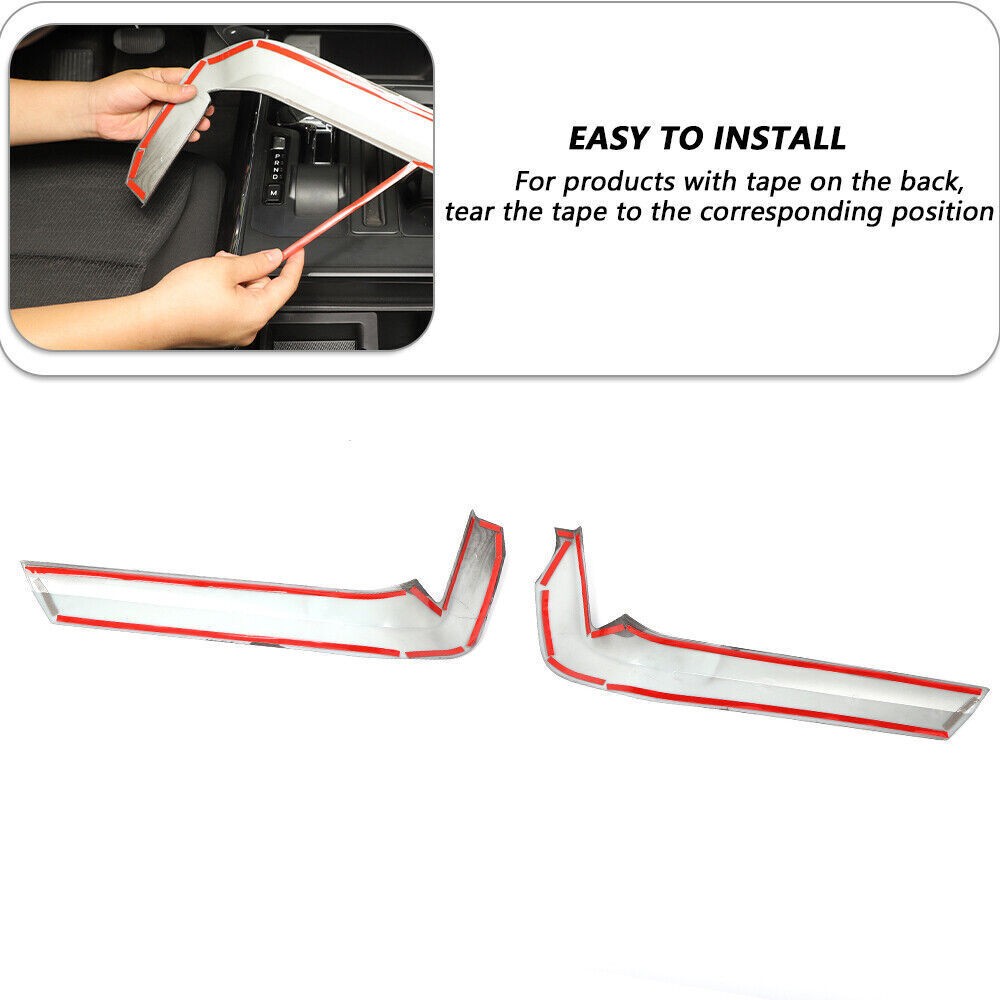 EASY TO INSTALL
For products with tape on the back,
tear the tape to the corresponding position
P
R
N
D
M